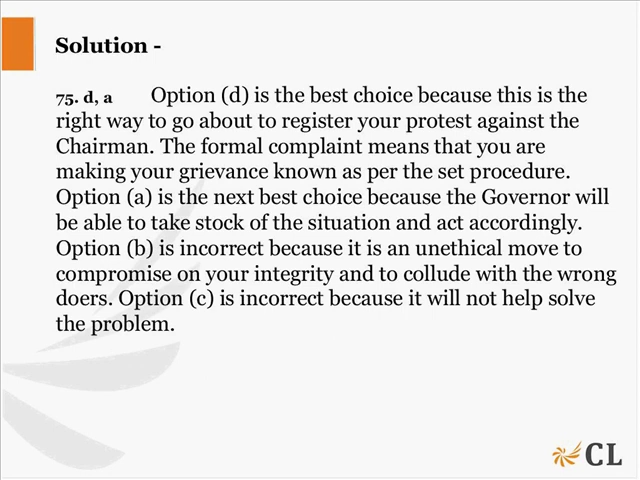 Solution -
75. d, a Option (d) is the best choice because this is the
right way to go about to register your protest against the
Chairman. The formal complaint means that you are
making your grievance known as per the set procedure.
Option (a) is the next best choice because the Governor will
be able to take stock of the situation and act accordingly.
Option (b) is incorrect because it is an unethical move to
compromise on your integrity and to collude with the wrong
doers. Option (c) is incorrect because it will not help solve
the problem.
CL